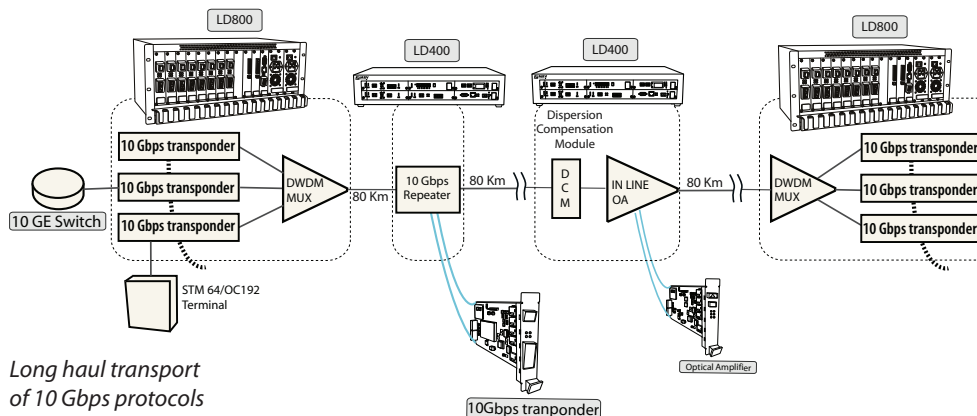 LD800
LD400
LD400
LD800
Dispersion
Compensation
Module
10 Gbps transponder
10 Gbps transponder
10 Gbps transponder
10 GE Switch
STM 64/OC192
Terminal
DWDM
MUX
80 Km
10 Gbps
Repeater
80 Km
D
C
M
IN LINE
OA
80 Km
DWDM
MUX
10 Gbps transponder
10 Gbps transponder
10 Gbps transponder
Optical Amplifier
10Gbps tranponder
Long haul transport
of 10 Gbps protocols